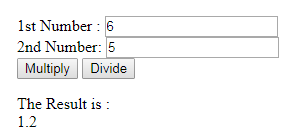 1st Number : 6
2nd Number: 5
Multiply Divide
The Result is :
1.2